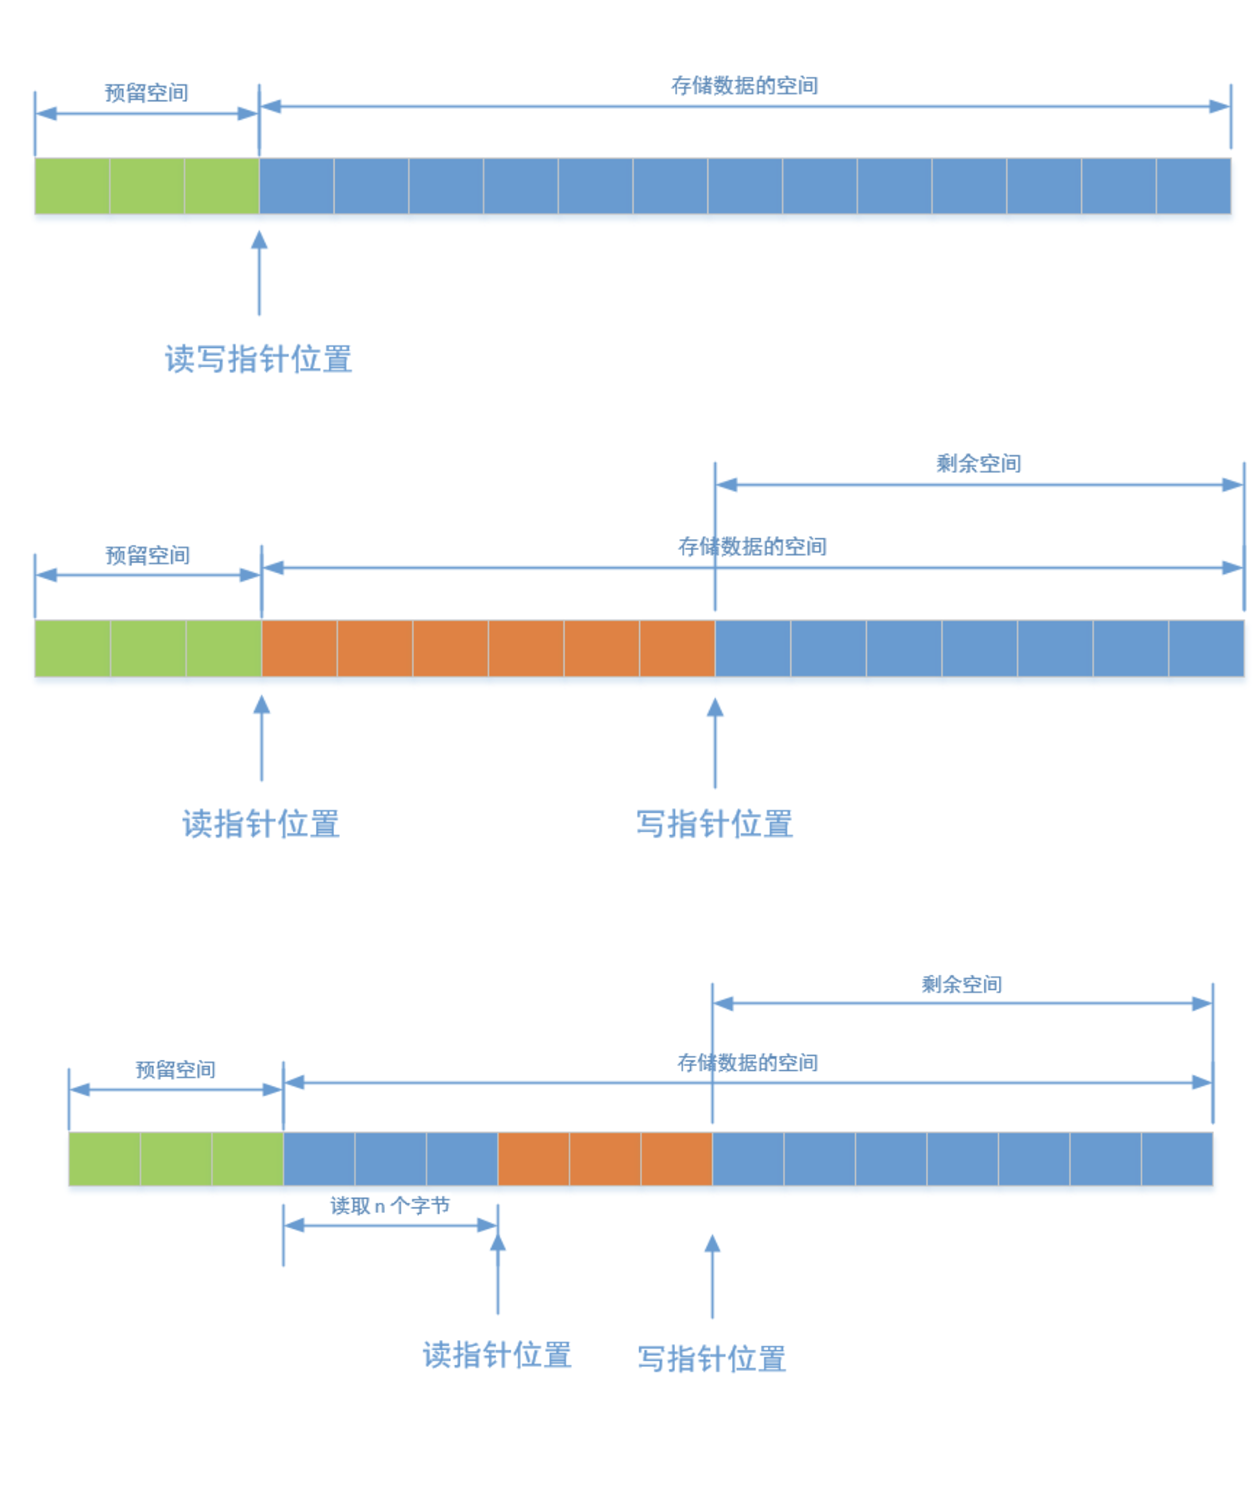 预留空间
存储数据的空间
读写指针位置
剩余空间
存储数据的空间
预留空间
读指针位置
写指针位置
剩余空间
存储数据的空间
预留空间
读取 n 个字节
读指针位置
写指针位置